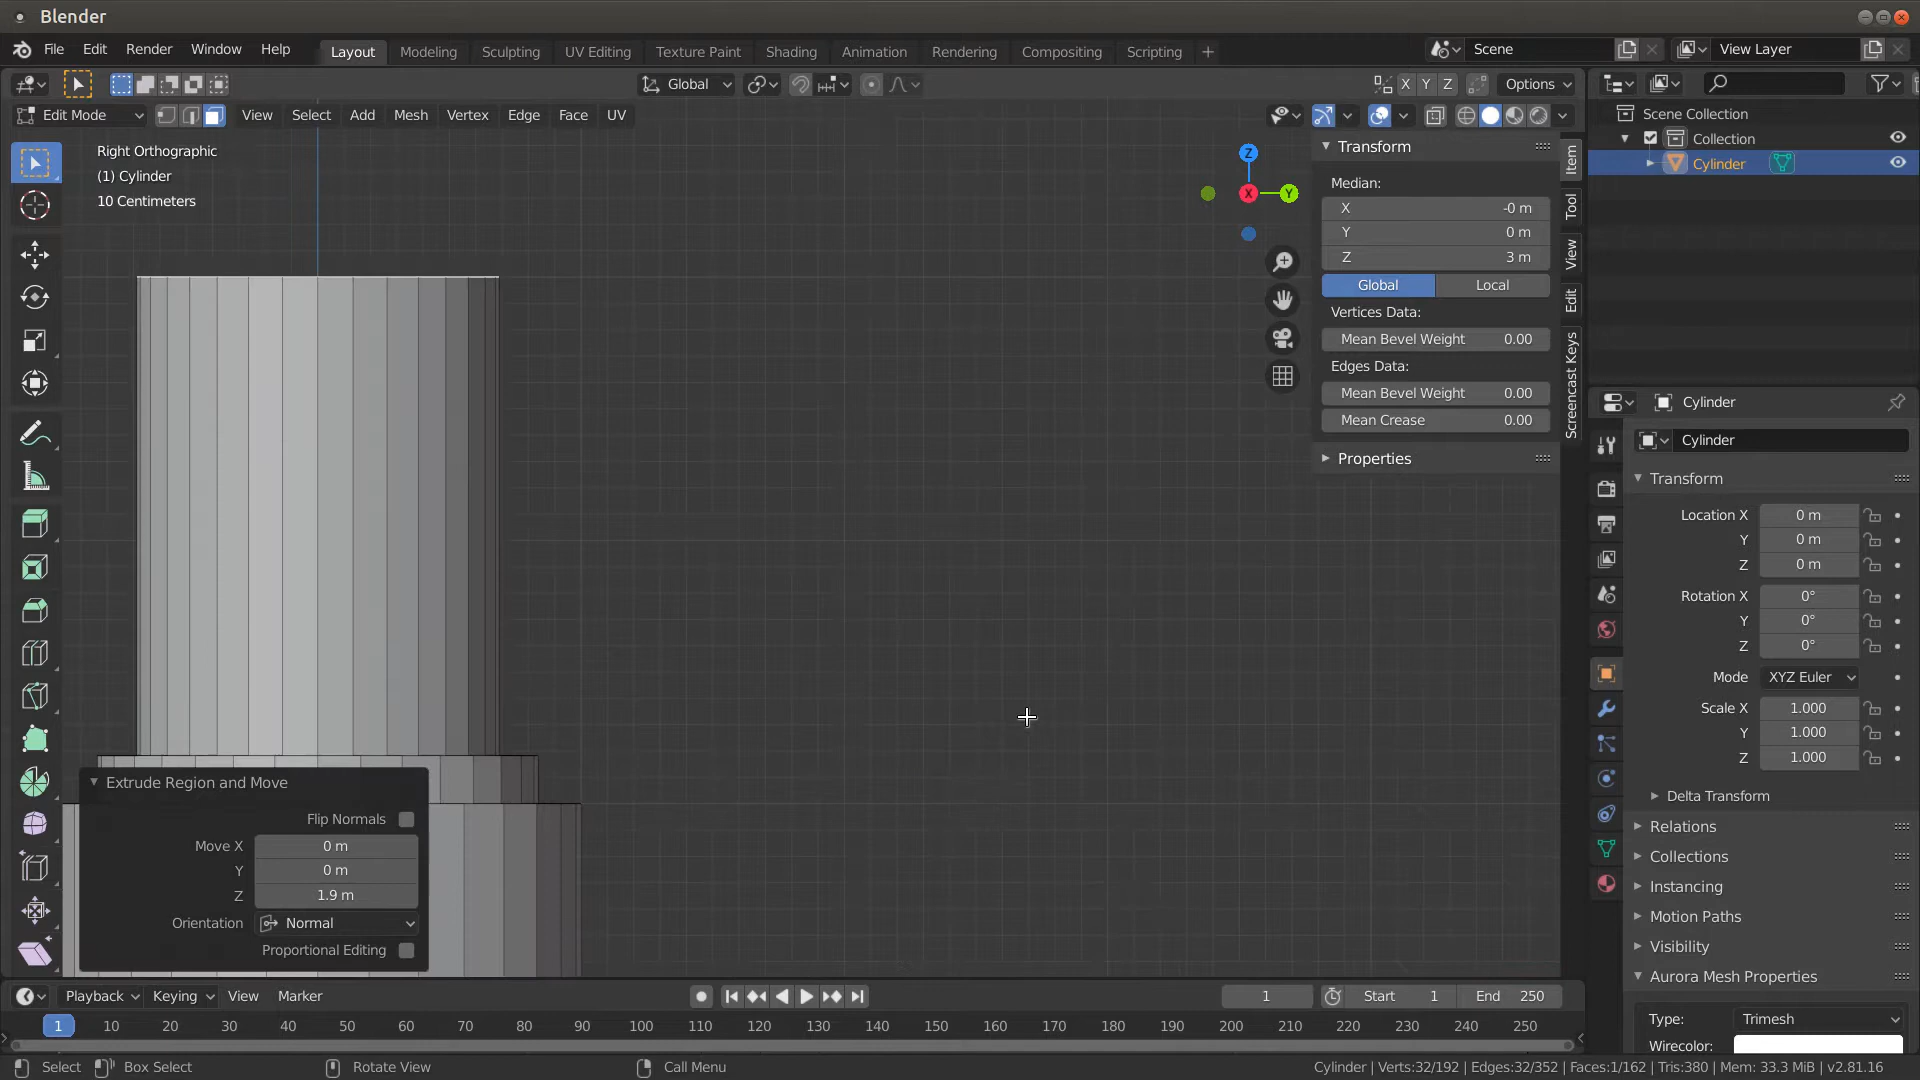 Blender
File Edit Render Window Help Layout Modeling Sculpting UV Editing Texture Paint Shading Animation Rendering Compositing Scripting + Scene View Layer
Global X Y Z Options
Edit Mode View Select Add Mesh Vertex Edge Face UV
Right Orthographic
(1) Cylinder
10 Centimeters
Z
X
Y
Transform
Median:
X -0 m
Y 0 m
Z 3 m
Global Local
Vertices Data:
Mean Bevel Weight 0.00
Edges Data:
Mean Bevel Weight 0.00
Mean Crease 0.00
Properties
Item
Tool
View
Edit
Screencast Keys
Scene Collection
Collection
Cylinder
Cylinder
Cylinder
Transform
Location X 0 m
Y 0 m
Z 0 m
Rotation X 0°
Y 0°
Z 0°
Mode XYZ Euler
Scale X 1.000
Y 1.000
Z 1.000
Delta Transform
Relations
Collections
Instancing
Motion Paths
Visibility
Aurora Mesh Properties
Type: Trimesh
Wirecolor:
Extrude Region and Move
Flip Normals
Move X 0 m
Y 0 m
Z 1.9 m
Orientation Normal
Proportional Editing
Playback Keying View Marker 1 Start 1 End 250
1 10 20 30 40 50 60 70 80 90 100 110 120 130 140 150 160 170 180 190 200 210 220 230 240 250
Select Box Select Rotate View Call Menu Cylinder | Verts:32/192 | Edges:32/352 | Faces:1/162 | Tris:380 | Mem: 33.3 MiB | v2.81.16